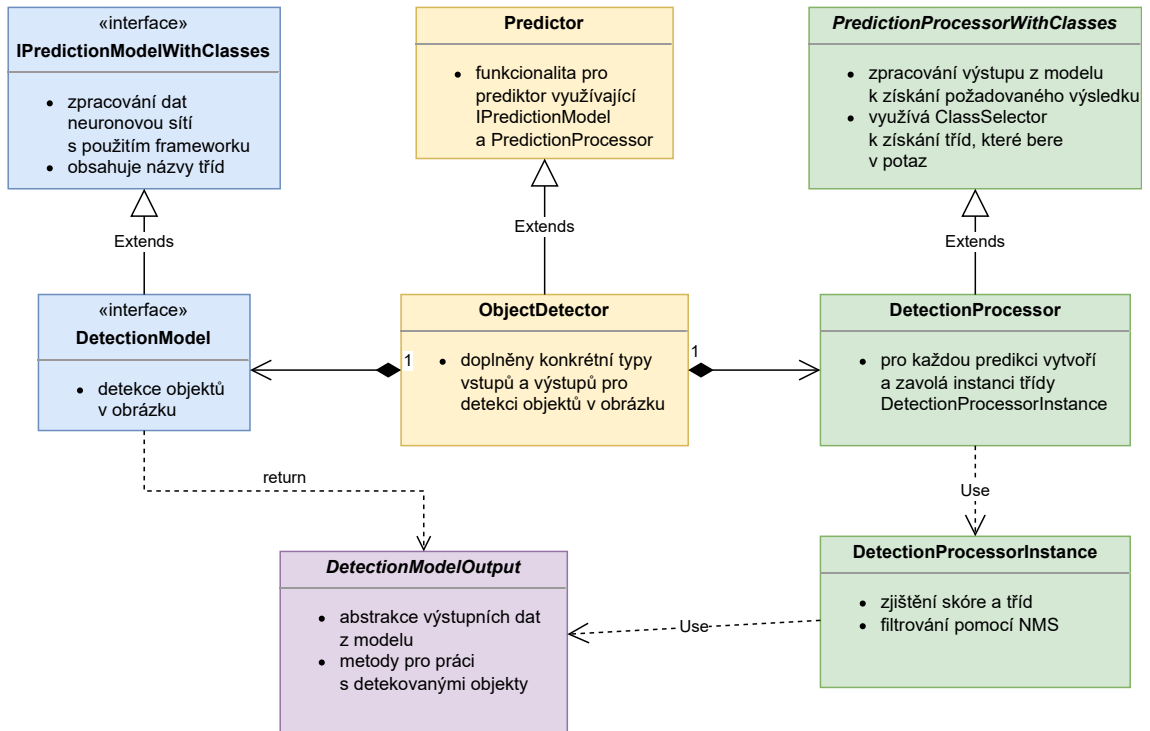 «interface»
IPredictionModelWithClasses
• zpracování dat
neuronovou sítí
s použitím frameworku
• obsahuje názvy tříd
Predictor
• funkcionalita pro
prediktor využívající
IPredictionModel
a PredictionProcessor
PredictionProcessorWithClasses
• zpracování výstupu z modelu
k získání požadovaného výsledku
• využívá ClassSelector
k získání tříd, které bere
v potaz
Extends
Extends
Extends
«interface»
DetectionModel
• detekce objektů
v obrázku
1
ObjectDetector
• doplněny konkrétní typy
vstupů a výstupů pro
detekci objektů v obrázku
1
DetectionProcessor
• pro každou predikci vytvoří
a zavolá instanci třídy
DetectionProcessorInstance
return
Use
DetectionModelOutput
• abstrakce výstupních dat
z modelu
• metody pro práci
s detekovanými objekty
Use
DetectionProcessorInstance
• zjištění skóre a tříd
• filtrování pomocí NMS